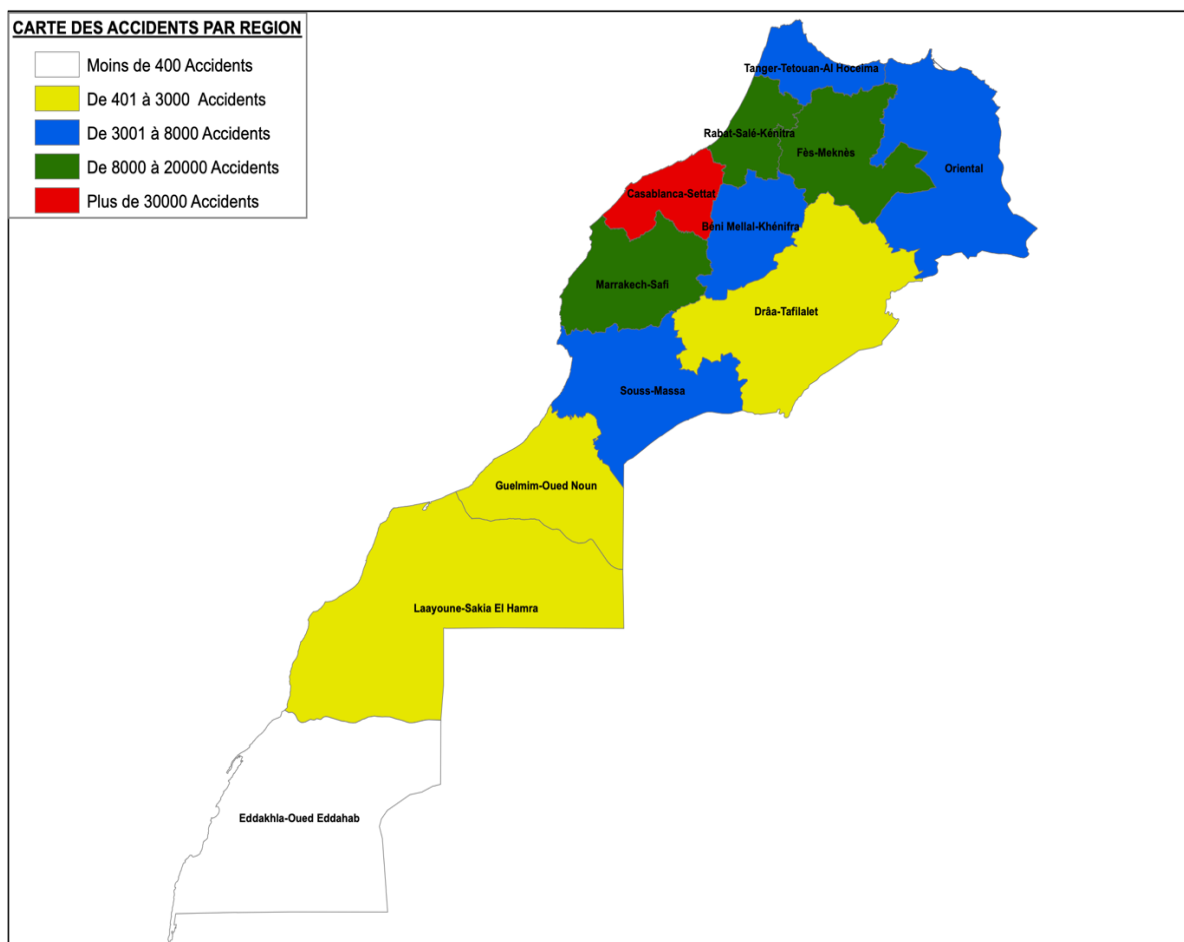 CARTE DES ACCIDENTS PAR REGION
Moins de 400 Accidents
De 401 à 3000 Accidents
De 3001 à 8000 Accidents
De 8000 à 20000 Accidents
Plus de 30000 Accidents
Tanger-Tetouan-Al Hoceima
Rabat-Salé-Kénitra
Fès-Meknès
Oriental
Casablanca-Settat
Béni Mellal-Khénifra
Marrakech-Safi
Drâa-Tafilalet
Souss-Massa
Guelmim-Oued Noun
Laayoune-Sakia El Hamra
Eddakhla-Oued Eddahab